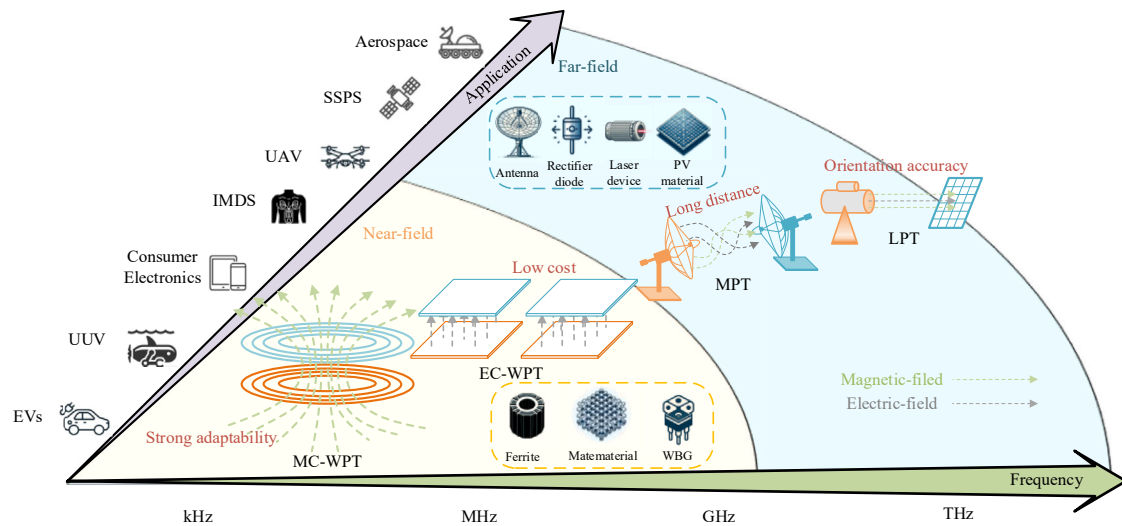 Aerospace
SSPS
UAV
IMDS
Consumer
Electronics
UUV
EVs
Application
Far-field
Antenna
Rectifier
diode
Laser
device
PV
material
Orientation accuracy
LPT
Long distance
MPT
Near-field
Low cost
EC-WPT
Strong adaptability
MC-WPT
Ferrite
Matematerial
WBG
Magnetic-filed
Electric-field
Frequency
kHz
MHz
GHz
THz